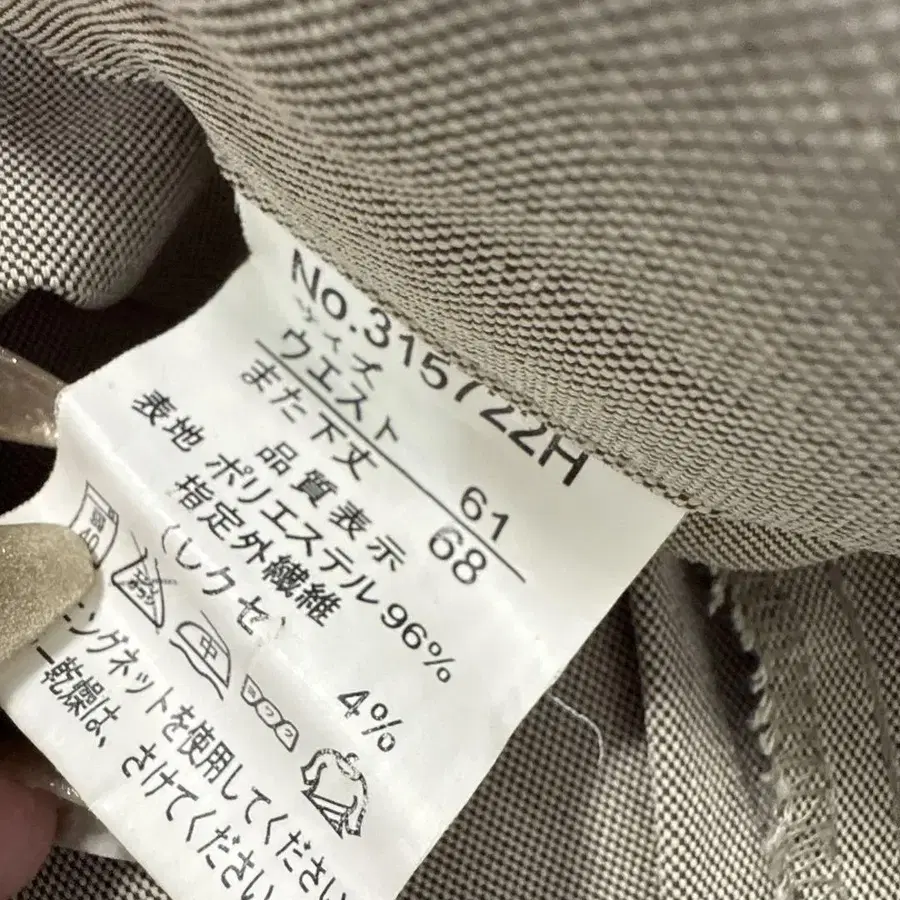 No.315722H
サイズ
ウエスト 61
また下丈 68
品質表示
表地 ポリエステル 96%
指定外繊維
(レクセ) 4%
ングネットを使用してください
ー乾燥は、さけてください